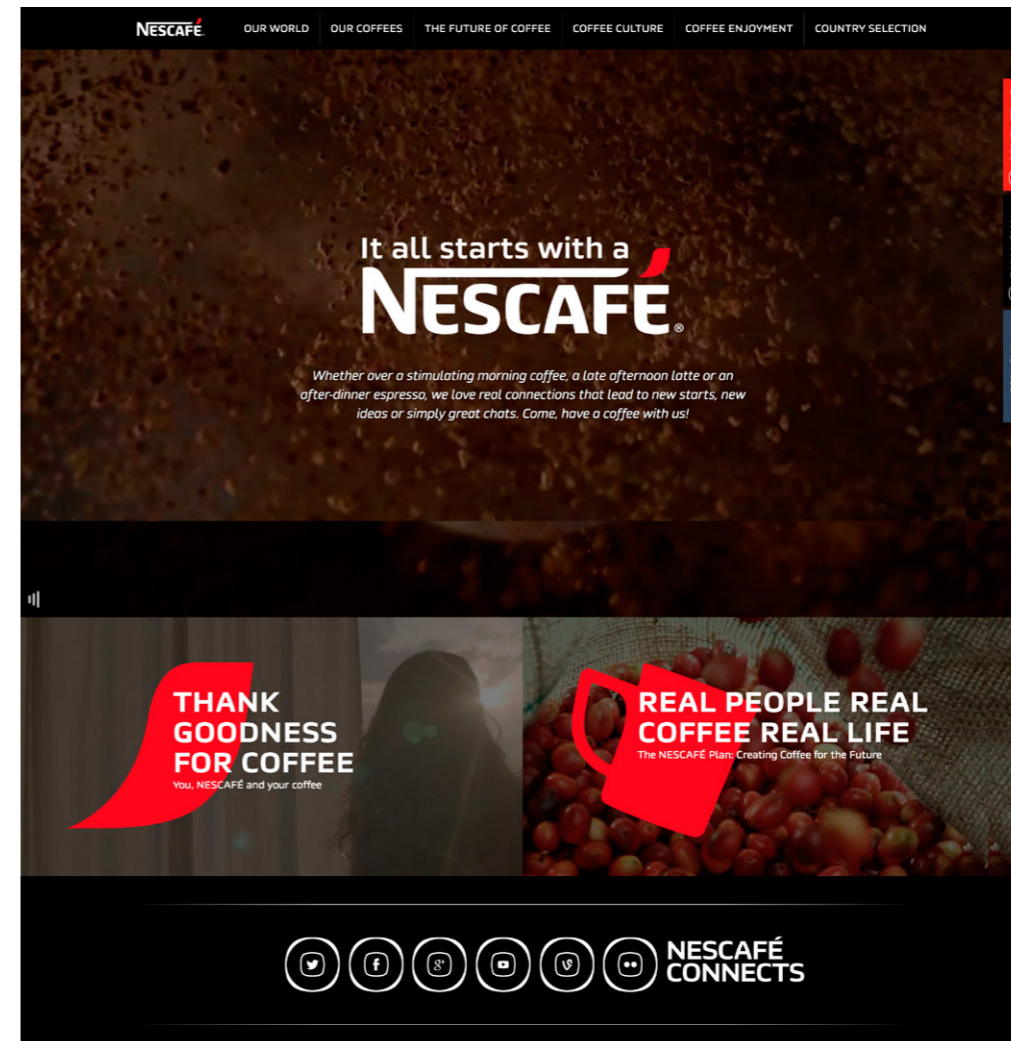 NESCAFÉ.
OUR WORLD OUR COFFEES THE FUTURE OF COFFEE COFFEE CULTURE COFFEE ENJOYMENT COUNTRY SELECTION
It all starts with a
NESCAFÉ®
Whether over a stimulating morning coffee, a late afternoon latte or an
after-dinner espresso, we love real connections that lead to new starts, new
ideas or simply great chats. Come, have a coffee with us!
THANK
GOODNESS
FOR COFFEE
You, NESCAFÉ and your coffee
REAL PEOPLE REAL
COFFEE REAL LIFE
The NESCAFÉ Plan: Creating Coffee for the Future
NESCAFÉ
CONNECTS